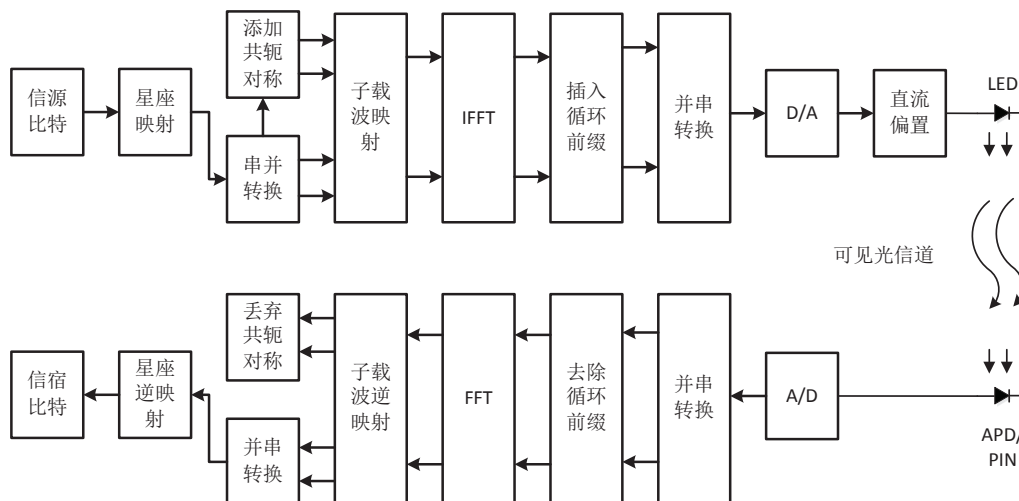 信源
比特
星座
映射
添加
共轭
对称
串并
转换
子载
波映
射
IFFT
插入
循环
前缀
并串
转换
D/A
直流
偏置
LED
可见光信道
信宿
比特
星座
逆映
射
丢弃
共轭
对称
并串
转换
子载
波逆
映射
FFT
去除
循环
前缀
并串
转换
A/D
APD/
PIN